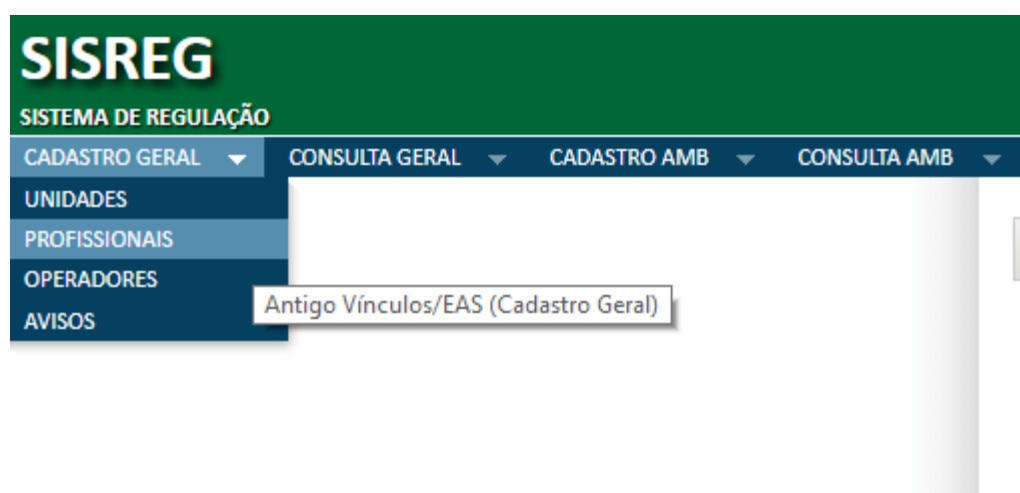 SISREG
SISTEMA DE REGULAÇÃO
CADASTRO GERAL CONSULTA GERAL CADASTRO AMB CONSULTA AMB
UNIDADES
PROFISSIONAIS
OPERADORES
Antigo Vínculos/EAS (Cadastro Geral)
AVISOS